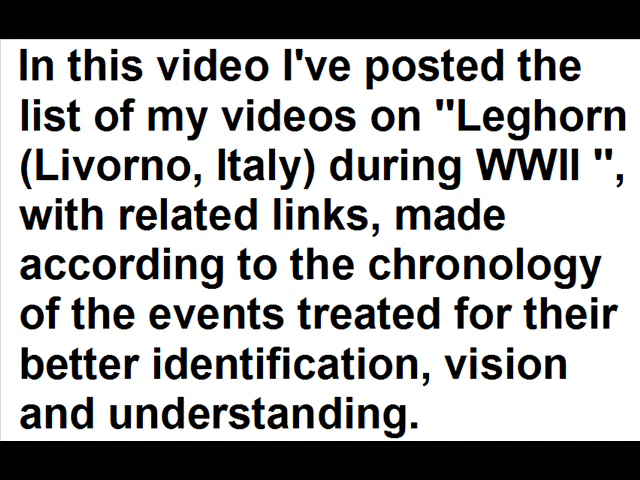 In this video I've posted the
list of my videos on "Leghorn
(Livorno, Italy) during WWII ",
with related links, made
according to the chronology
of the events treated for their
better identification, vision
and understanding.